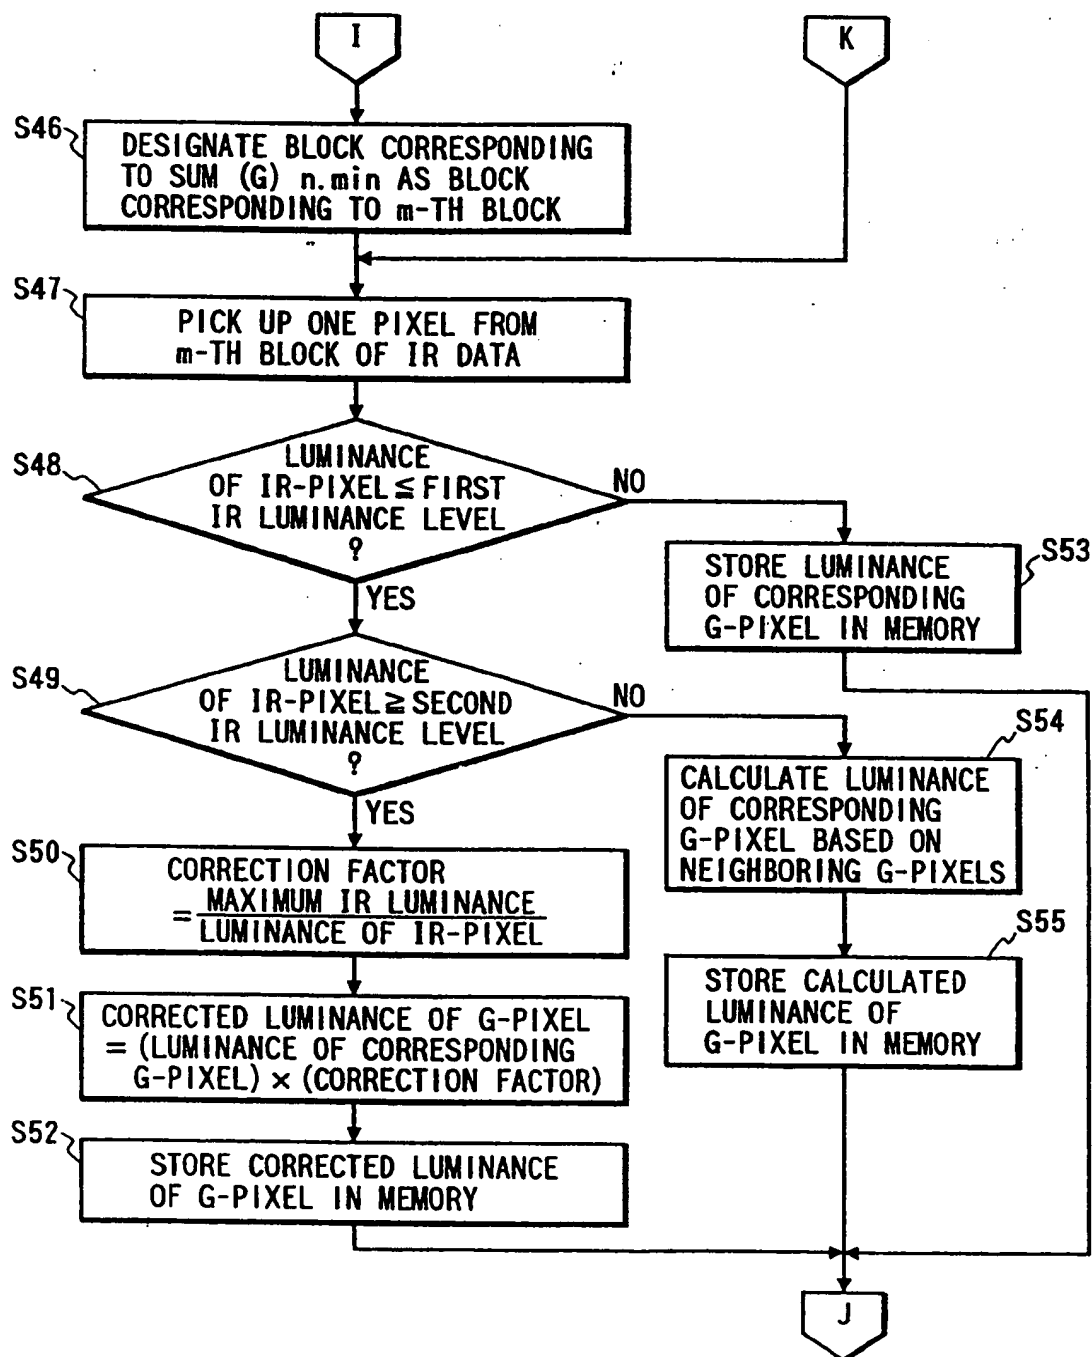 I
K
S46
DESIGNATE BLOCK CORRESPONDING
TO SUM (G) n.min AS BLOCK
CORRESPONDING TO m-TH BLOCK
S47
PICK UP ONE PIXEL FROM
m-TH BLOCK OF IR DATA
S48
LUMINANCE
OF IR-PIXEL≦FIRST
IR LUMINANCE LEVEL
?
NO
YES
S53
STORE LUMINANCE
OF CORRESPONDING
G-PIXEL IN MEMORY
S49
LUMINANCE
OF IR-PIXEL≧SECOND
IR LUMINANCE LEVEL
?
NO
YES
S54
CALCULATE LUMINANCE
OF CORRESPONDING
G-PIXEL BASED ON
NEIGHBORING G-PIXELS
S50
CORRECTION FACTOR
= MAXIMUM IR LUMINANCE
LUMINANCE OF IR-PIXEL
S55
STORE CALCULATED
LUMINANCE OF
G-PIXEL IN MEMORY
S51
CORRECTED LUMINANCE OF G-PIXEL
= (LUMINANCE OF CORRESPONDING
G-PIXEL) × (CORRECTION FACTOR)
S52
STORE CORRECTED LUMINANCE
OF G-PIXEL IN MEMORY
J